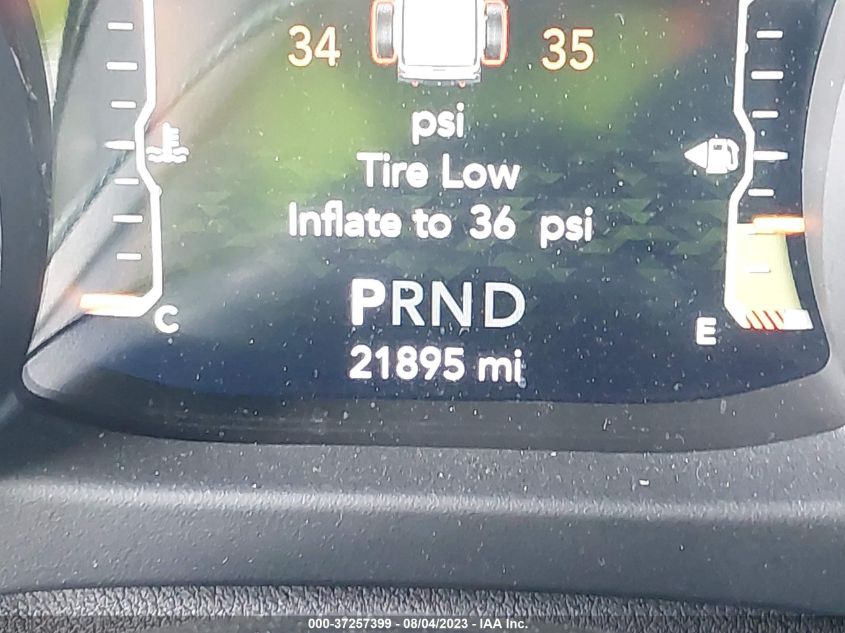 34 35
psi
Tire Low
Inflate to 36 psi
C
PRND
E
21895 mi
000-37257399 - 08/04/2023 - IAA Inc.